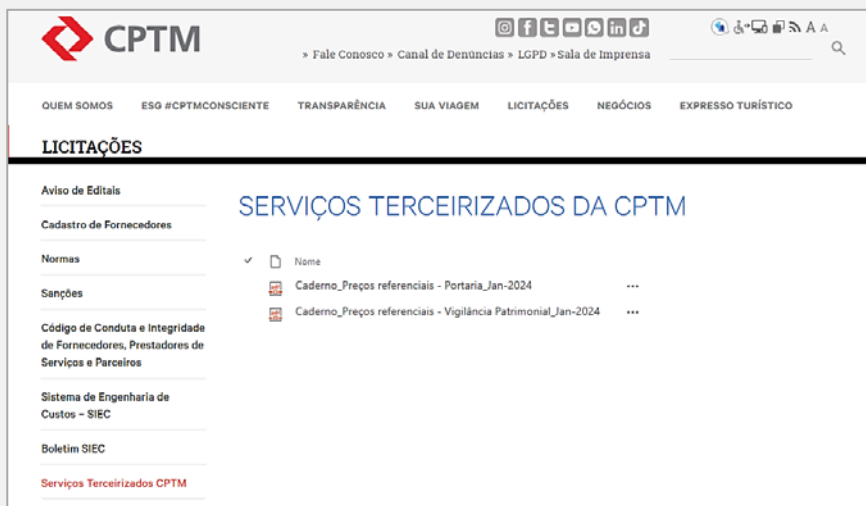 CPTM
» Fale Conosco » Canal de Denúncias » LGPD » Sala de Imprensa
A A
QUEM SOMOS ESG #CPTMCONSCIENTE TRANSPARÊNCIA SUA VIAGEM LICITAÇÕES NEGÓCIOS EXPRESSO TURÍSTICO
LICITAÇÕES
Aviso de Editais
Cadastro de Fornecedores
Normas
Sanções
Código de Conduta e Integridade
de Fornecedores, Prestadores de
Serviços e Parceiros
Sistema de Engenharia de
Custos – SIEC
Boletim SIEC
Serviços Terceirizados CPTM
SERVIÇOS TERCEIRIZADOS DA CPTM
Nome
Caderno_Preços referenciais - Portaria_Jan-2024 ...
Caderno_Preços referenciais - Vigilância Patrimonial_Jan-2024 ...